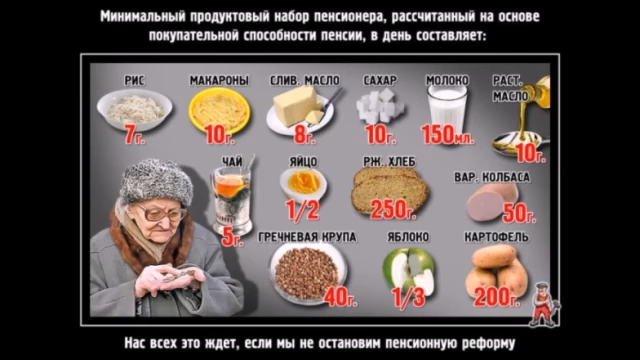 Минимальный продуктовый набор пенсионера, рассчитанный на основе
покупательной способности пенсии, в день составляет:
РИС
7г.
МАКАРОНЫ
10г.
СЛИВ. МАСЛО
8г.
САХАР
10г.
МОЛОКО
150мл.
РАСТ.
МАСЛО
10г.
ЧАЙ
5г.
ЯЙЦО
1/2
РЖ. ХЛЕБ
250г.
ВАР. КОЛБАСА
50г.
ГРЕЧНЕВАЯ КРУПА
40г.
ЯБЛОКО
1/3
КАРТОФЕЛЬ
200г.
Нас всех это ждет, если мы не остановим пенсионную реформу